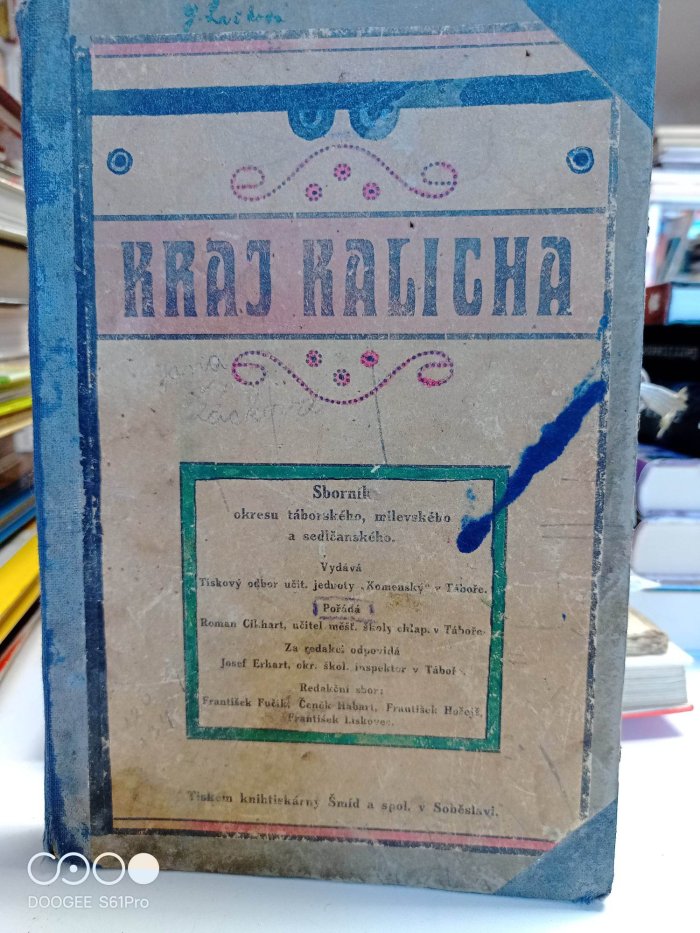 KRAJ KALICHA
Sborník
okresu táborského, milevského
a sedlčanského.
Vydává
Tiskový odbor učit. jednoty „Komenský" v Táboře.
Pořádá
Roman Cikhart, učitel měšť. školy chlap. v Táboře.
Za redakci odpovídá
Josef Erhart, okr. škol. inspektor v Táboře.
Redakční sbor:
František Fučík, Čeněk Habart, František Hořejš,
František Liskovec.
Tiskem knihtiskárny Šmíd a spol. v Soběslavi.
DOOGEE S61Pro